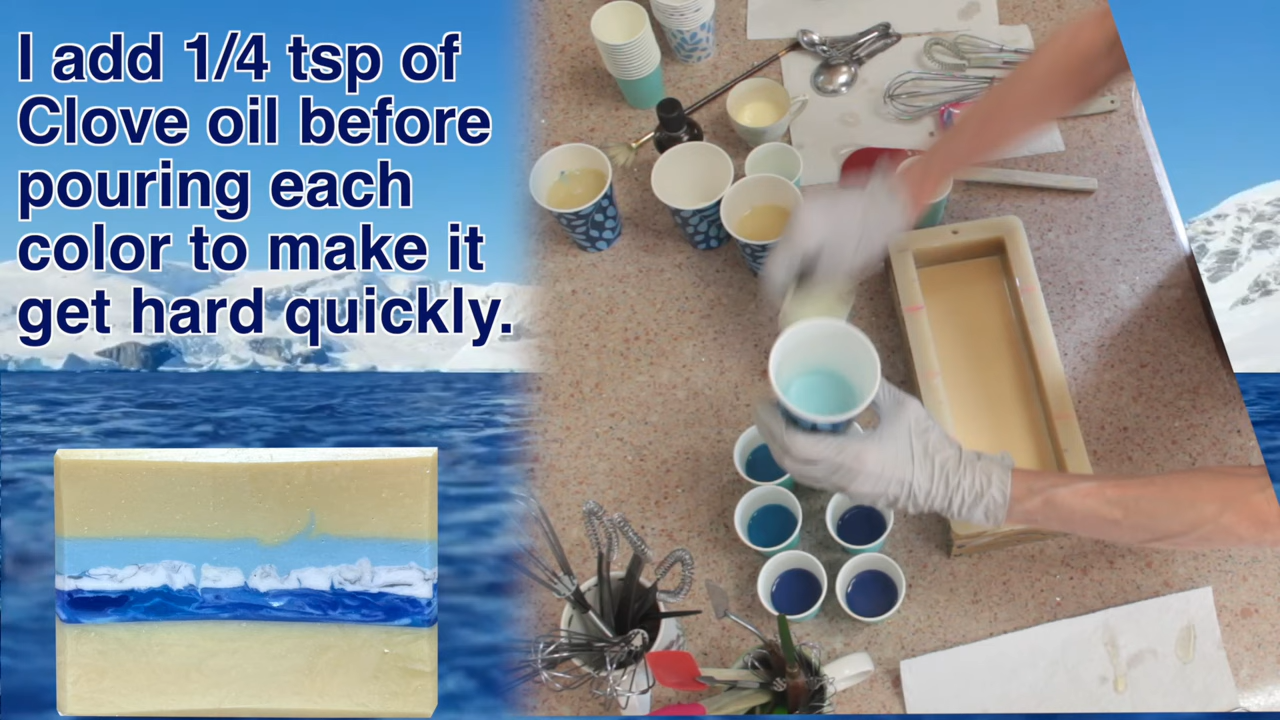 I add 1/4 tsp of
Clove oil before
pouring each
color to make it
get hard quickly.